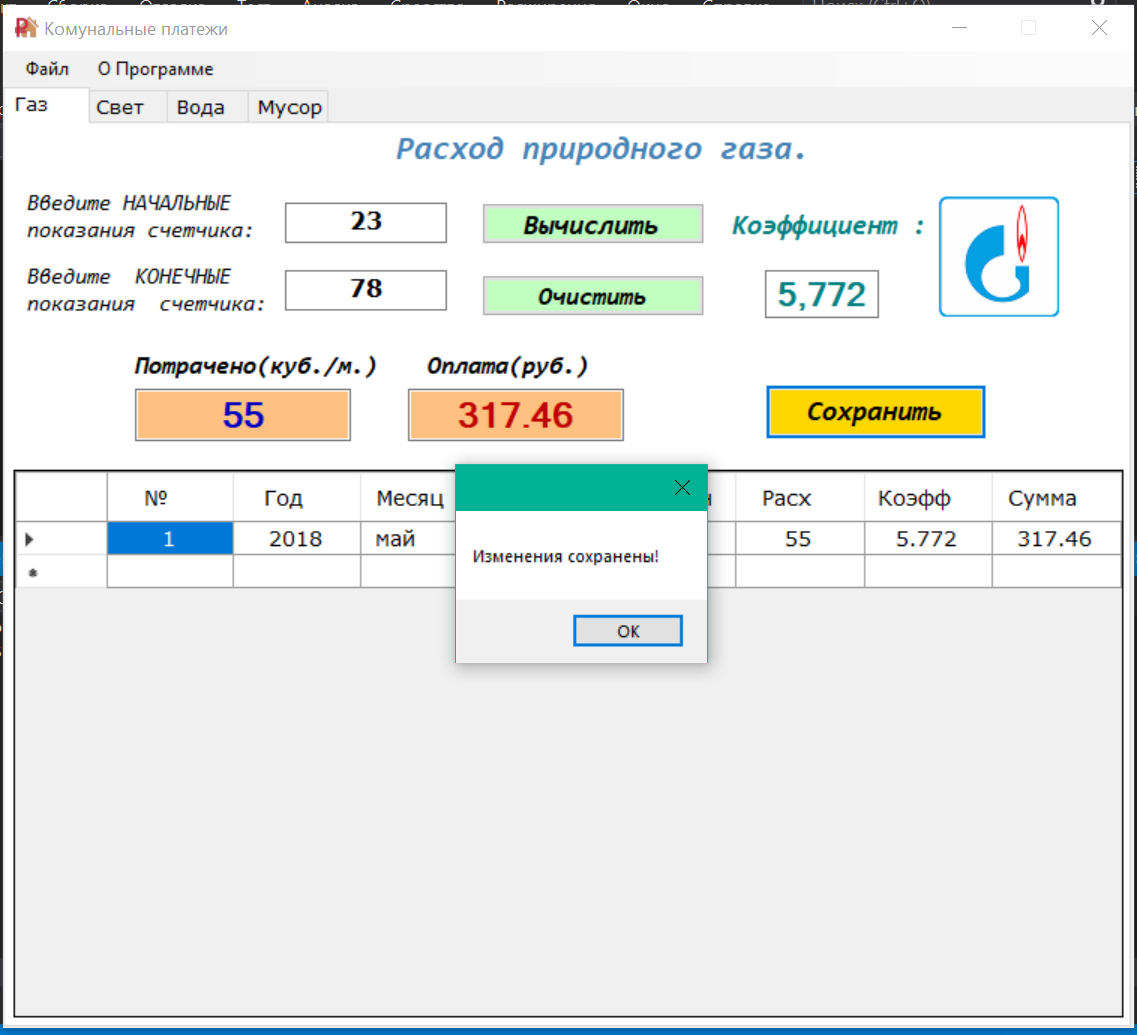 Комунальные платежи
Файл О Программе
Газ Свет Вода Мусор
Расход природного газа.
Введите НАЧАЛЬНЫЕ
показания счетчика:
23
Вычислить
Коэффициент :
Введите КОНЕЧНЫЕ
показания счетчика:
78
Очистить
5,772
Потрачено(куб./м.) Оплата(руб.)
55 317.46
Сохранить
№ Год Месяц Расх Коэфф Сумма
1 2018 май 55 5.772 317.46
Изменения сохранены!
ОК